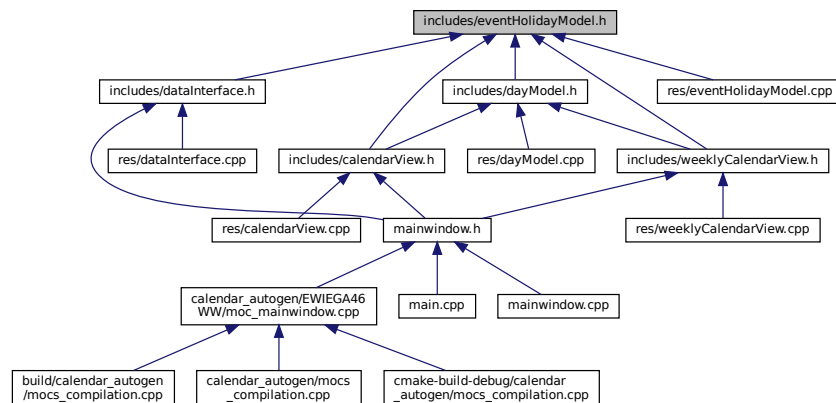 includes/eventHolidayModel.h
includes/dataInterface.h
includes/dayModel.h
res/eventHolidayModel.cpp
res/dataInterface.cpp
includes/calendarView.h
res/dayModel.cpp
includes/weeklyCalendarView.h
res/calendarView.cpp
mainwindow.h
res/weeklyCalendarView.cpp
calendar_autogen/EWIEGA46
WW/moc_mainwindow.cpp
main.cpp
mainwindow.cpp
build/calendar_autogen
/mocs_compilation.cpp
calendar_autogen/mocs
_compilation.cpp
cmake-build-debug/calendar
_autogen/mocs_compilation.cpp